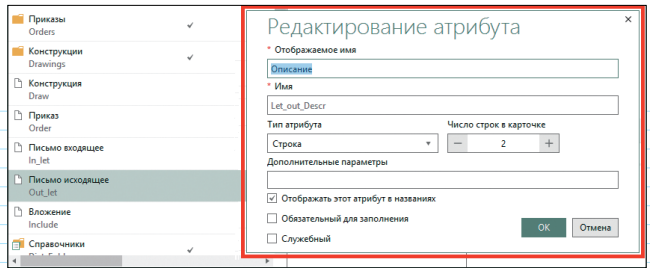 Приказы
Orders
Конструкции
Drawings
Конструкция
Draw
Приказ
Order
Письмо входящее
In_let
Письмо исходящее
Out_let
Вложение
Include
Справочники
Редактирование атрибута
* Отображаемое имя
Описание
* Имя
Let_out_Descr
Тип атрибута Число строк в карточке
Строка 2
Дополнительные параметры
Отображать этот атрибут в названиях
Обязательный для заполнения
Служебный
OK Отмена